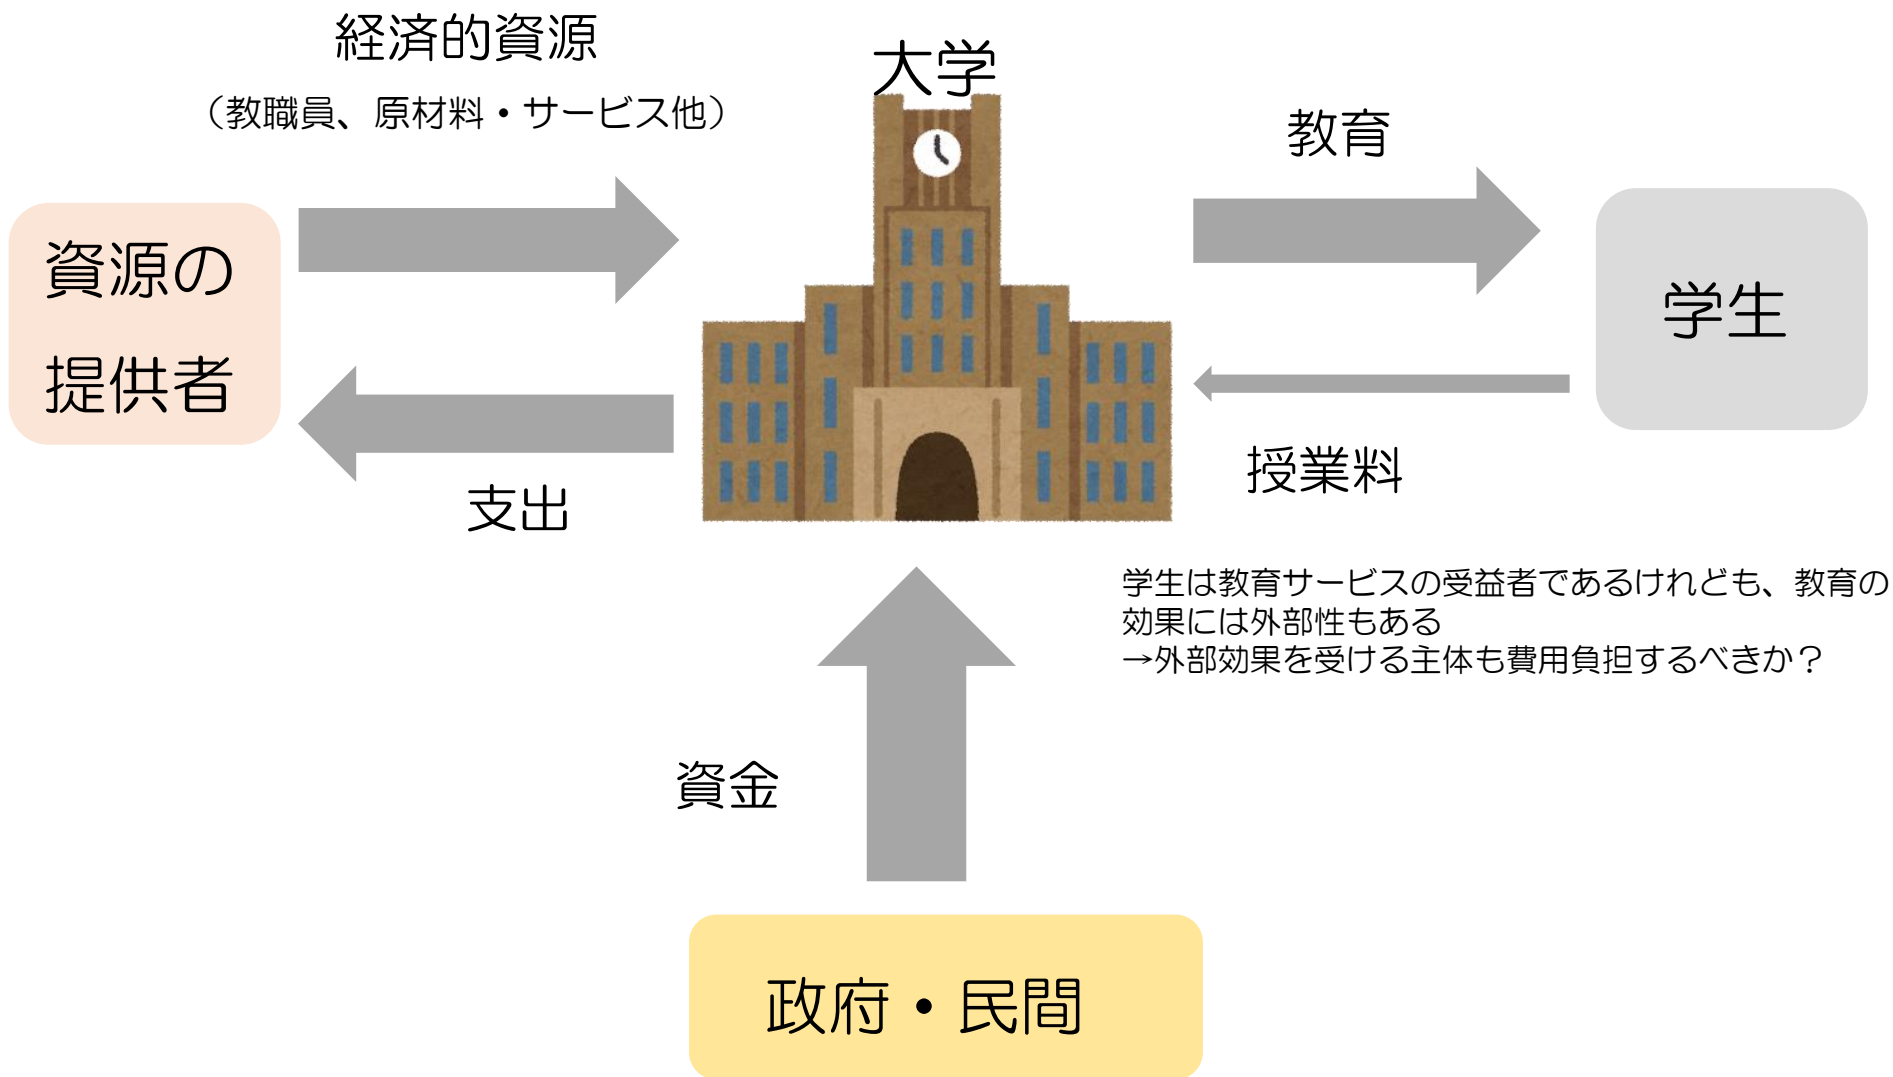 経済的資源
（教職員、原材料・サービス他）
大学
教育
資源の
提供者
学生
支出
授業料
学生は教育サービスの受益者であるけれども、教育の
効果には外部性もある
→外部効果を受ける主体も費用負担するべきか？
資金
政府・民間